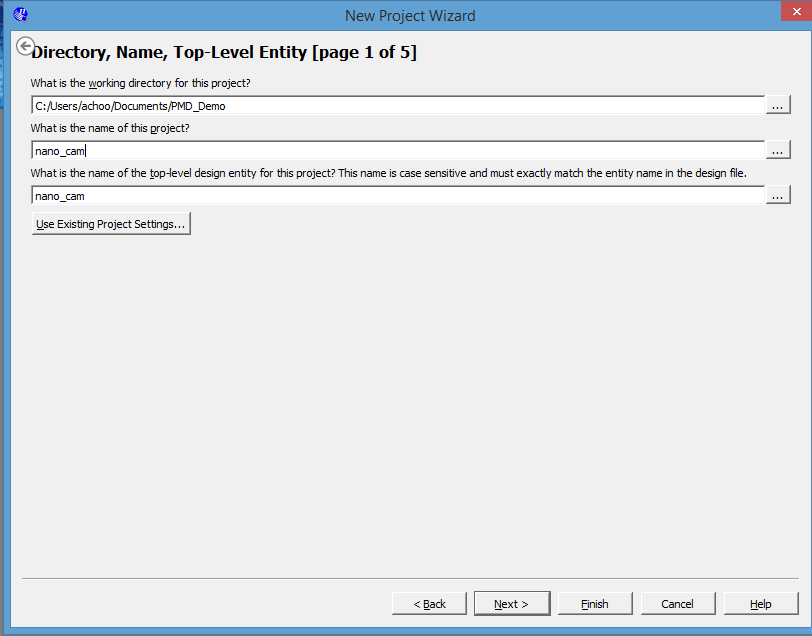 New Project Wizard
Directory, Name, Top-Level Entity [page 1 of 5]
What is the working directory for this project?
C:/Users/achoo/Documents/PMD_Demo
...
What is the name of this project?
nano_cam
...
What is the name of the top-level design entity for this project? This name is case sensitive and must exactly match the entity name in the design file.
nano_cam
...
Use Existing Project Settings...
< Back Next > Finish Cancel Help